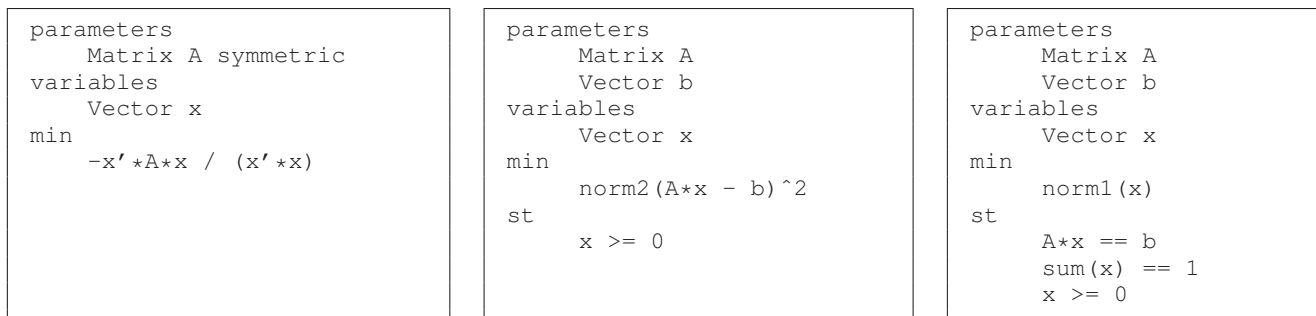 parameters
    Matrix A symmetric
variables
    Vector x
min
    -x'*A*x / (x'*x)
parameters
    Matrix A
    Vector b
variables
    Vector x
min
    norm2(A*x - b)^2
st
    x >= 0
parameters
    Matrix A
    Vector b
variables
    Vector x
min
    norm1(x)
st
    A*x == b
    sum(x) == 1
    x >= 0